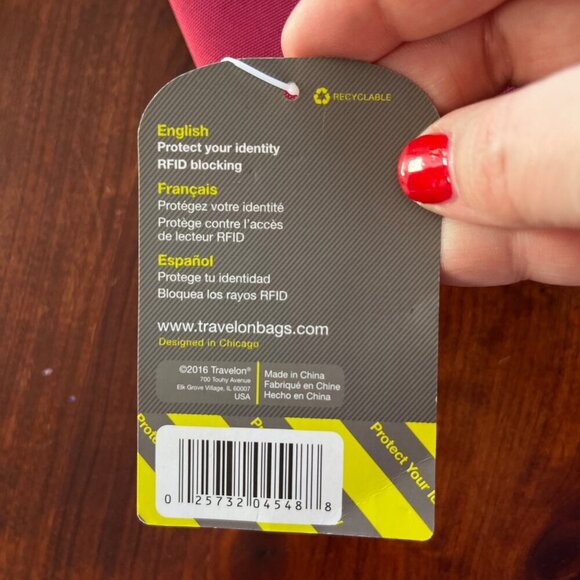 RECYCLABLE
English
Protect your identity
RFID blocking
Français
Protégez votre identité
Protège contre l'accès
de lecteur RFID
Español
Protege tu identidad
Bloquea los rayos RFID
www.travelonbags.com
Designed in Chicago
©2016 Travelon®
700 Touhy Avenue
Elk Grove Village, IL 60007
USA
Made in China
Fabriqué en Chine
Hecho en China
Prote
Protect Your I
0 25732 04548 8